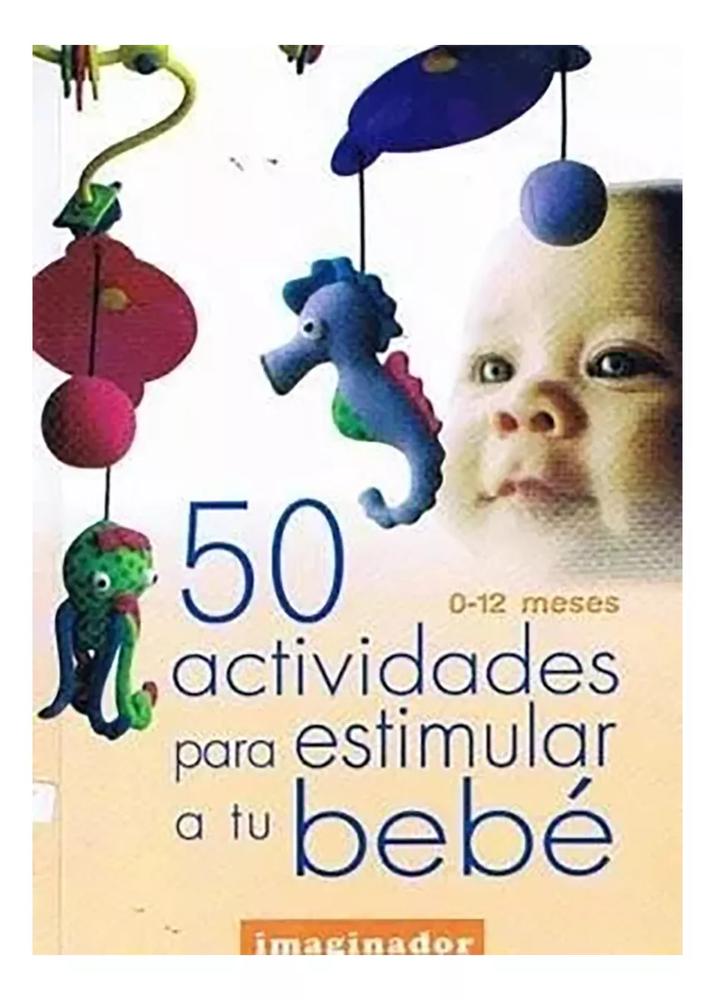 50
0-12 meses
actividades
para estimular
a tu bebé
imaginador